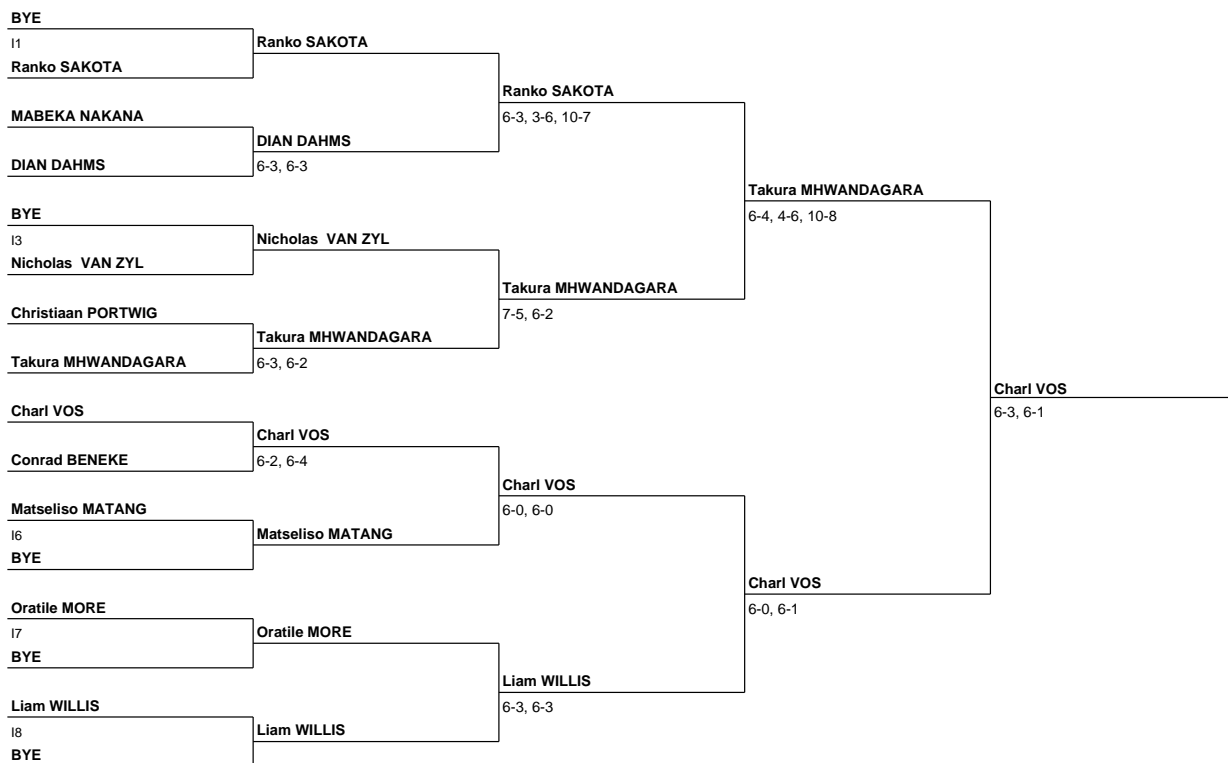 BYE
I1
Ranko SAKOTA
Ranko SAKOTA
MABEKA NAKANA
DIAN DAHMS
DIAN DAHMS
6-3, 6-3
Ranko SAKOTA
6-3, 3-6, 10-7
BYE
I3
Nicholas  VAN ZYL
Nicholas  VAN ZYL
Christiaan PORTWIG
Takura MHWANDAGARA
Takura MHWANDAGARA
6-3, 6-2
Takura MHWANDAGARA
7-5, 6-2
Takura MHWANDAGARA
6-4, 4-6, 10-8
Charl VOS
Conrad BENEKE
Charl VOS
6-2, 6-4
Matseliso MATANG
I6
BYE
Matseliso MATANG
Charl VOS
6-0, 6-0
Oratile MORE
I7
BYE
Oratile MORE
Liam WILLIS
I8
BYE
Liam WILLIS
Liam WILLIS
6-3, 6-3
Charl VOS
6-0, 6-1
Charl VOS
6-3, 6-1